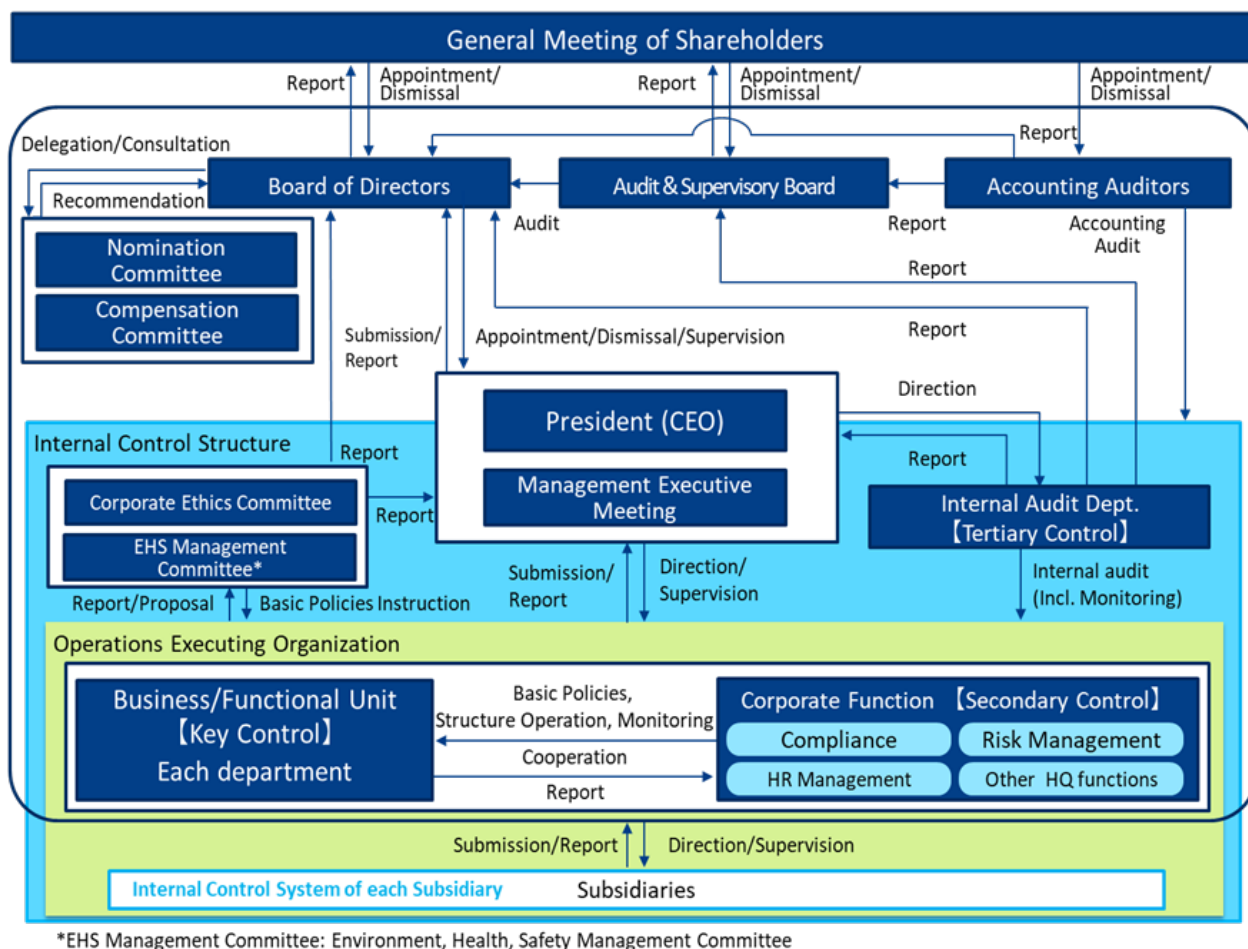 General Meeting of Shareholders
Report
Appointment/
Dismissal
Report
Appointment/
Dismissal
Appointment/
Dismissal
Delegation/Consultation
Report
Board of Directors
Audit & Supervisory Board
Accounting Auditors
Recommendation
Audit
Report
Accounting
Audit
Nomination
Committee
Report
Compensation
Committee
Submission/
Report
Appointment/Dismissal/Supervision
Report
President (CEO)
Direction
Internal Control Structure
Report
Report
Corporate Ethics Committee
Report
Management Executive
Meeting
Internal Audit Dept.
【Tertiary Control】
EHS Management
Committee*
Report/Proposal
Basic Policies Instruction
Submission/
Report
Direction/
Supervision
Internal audit
(Incl. Monitoring)
Operations Executing Organization
Business/Functional Unit
【Key Control】
Each department
Basic Policies,
Structure Operation, Monitoring
Cooperation
Report
Corporate Function 【Secondary Control】
Compliance
Risk Management
HR Management
Other HQ functions
Submission/Report
Direction/Supervision
Internal Control System of each Subsidiary
Subsidiaries
*EHS Management Committee: Environment, Health, Safety Management Committee